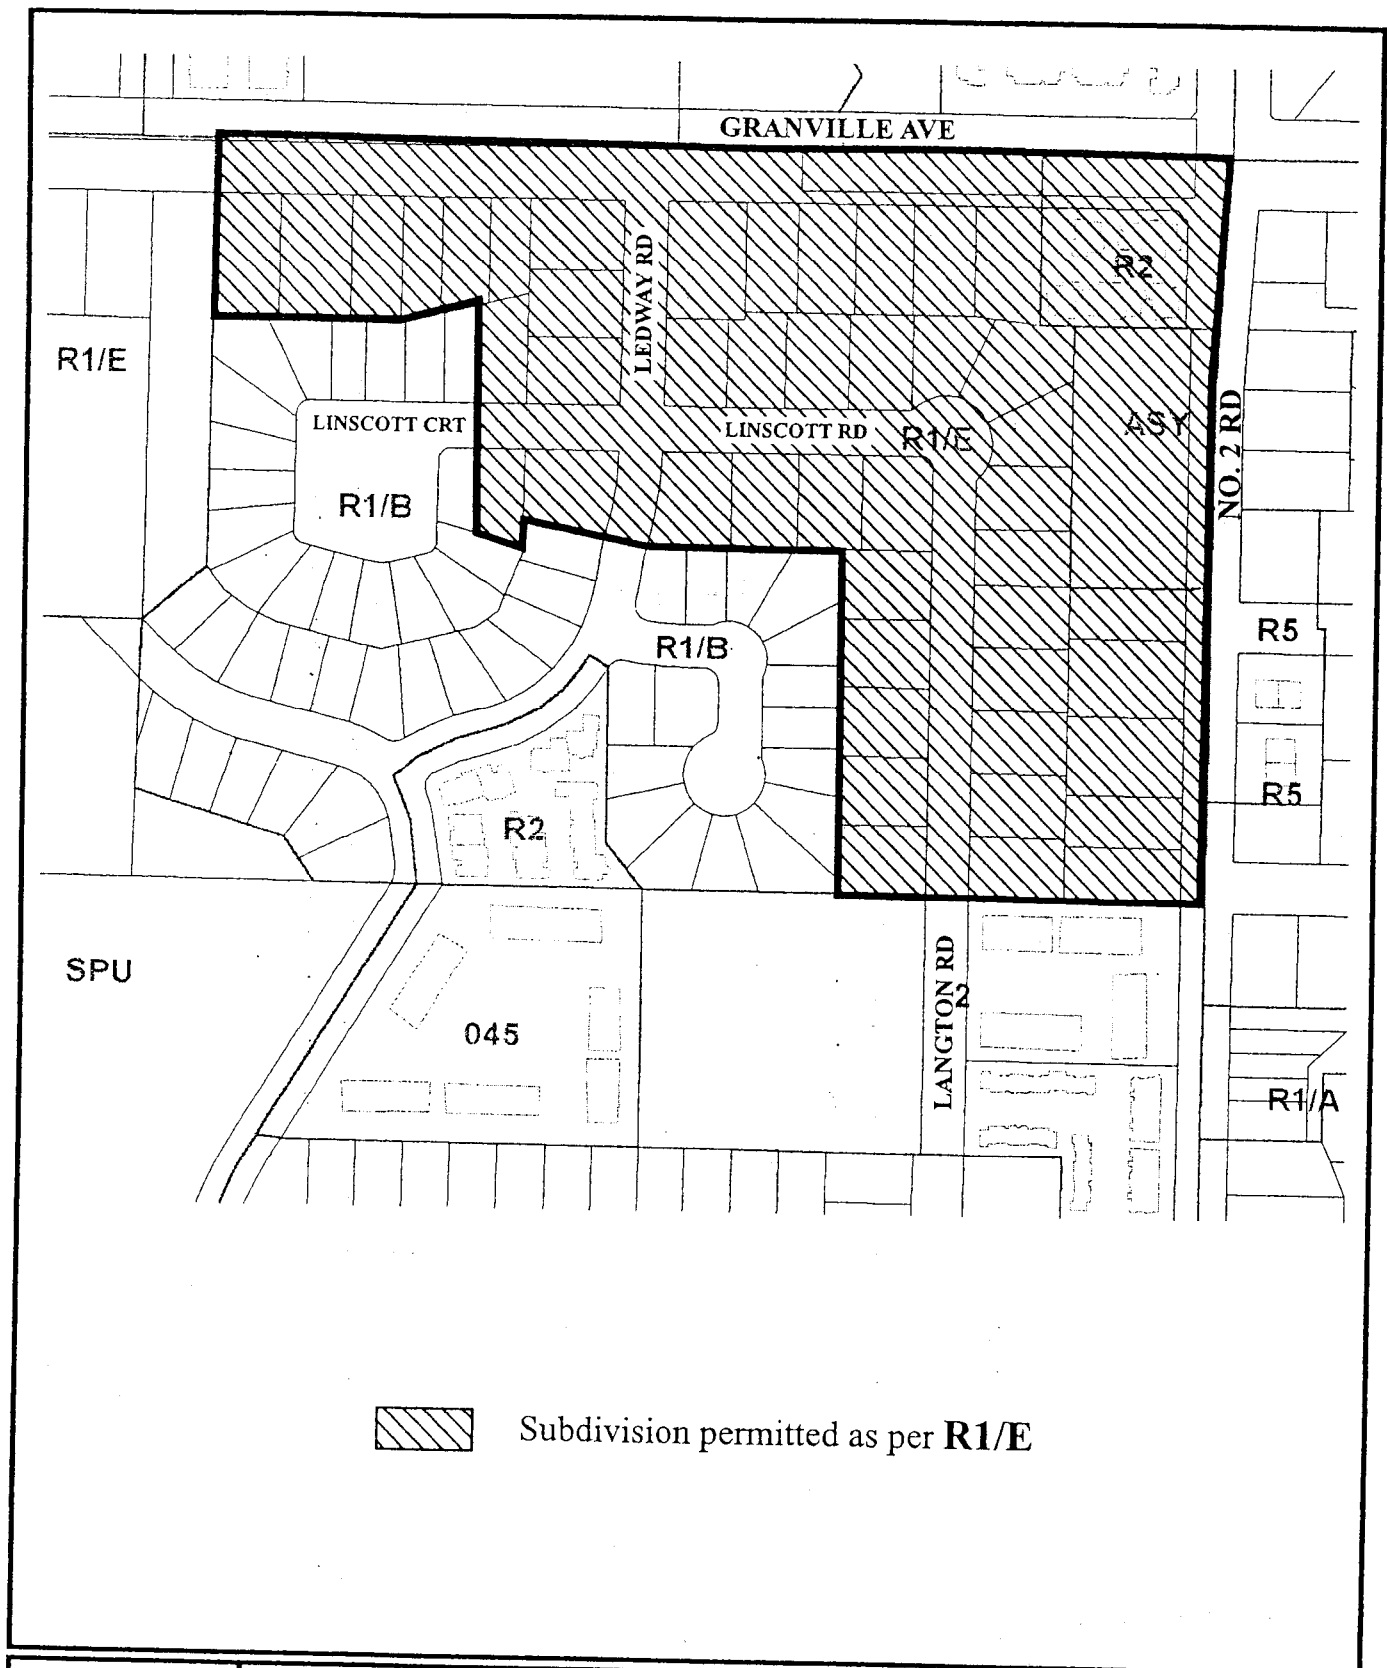 GRANVILLE AVE
LEDWAY RD
R2
R1/E
LINSCOTT CRT
LINSCOTT RD
R1/E
ASY
NO. 2 RD
R1/B
R1/B
R5
R5
R2
SPU
LANGTON RD
2
045
R1/A
Subdivision permitted as per R1/E